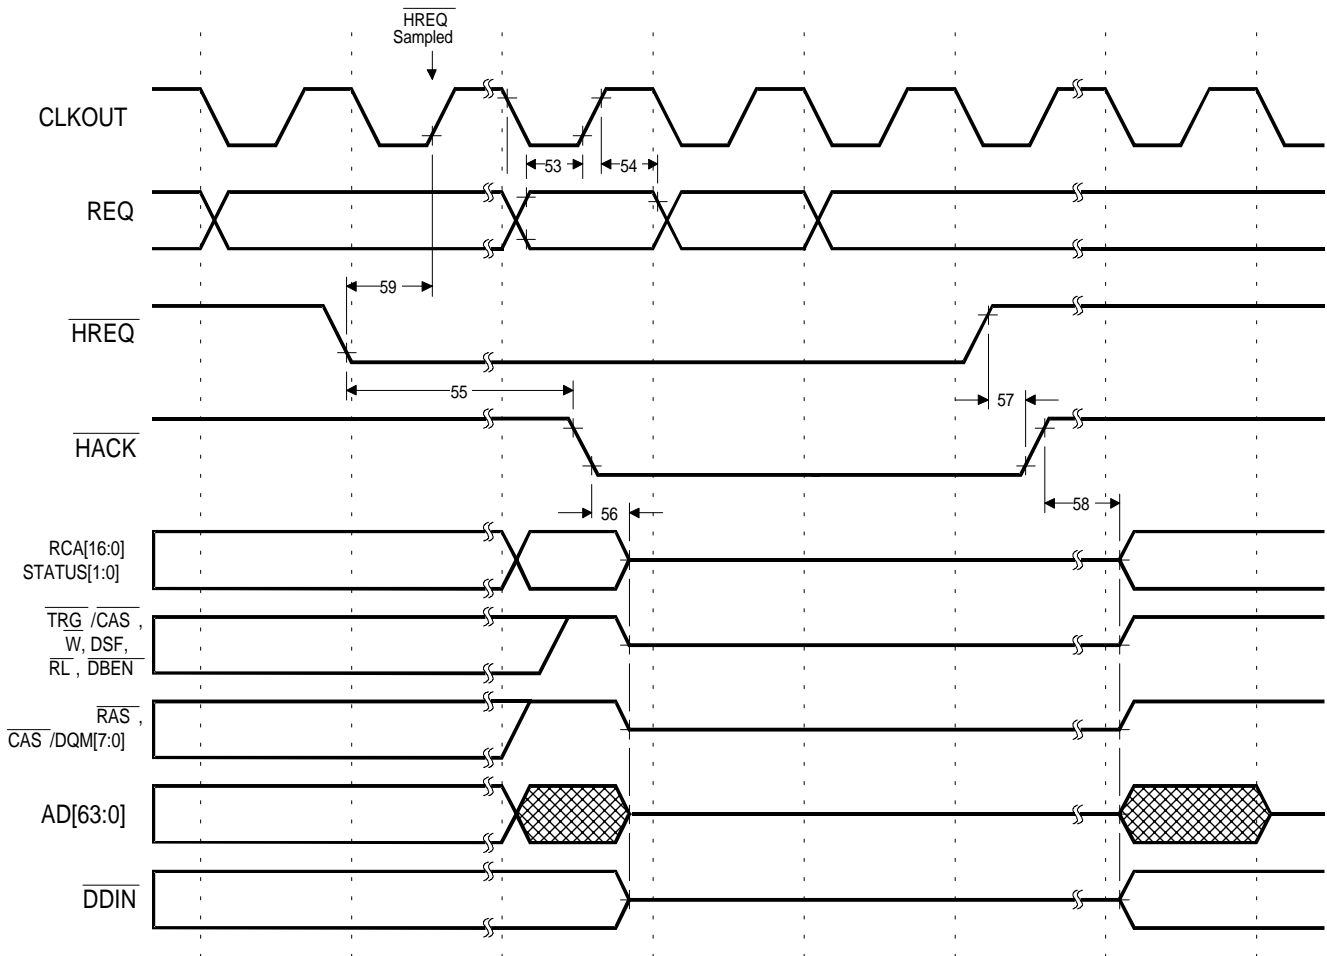 HREQ
Sampled
CLKOUT
53
54
REQ
59
HREQ
55
57
HACK
56
58
RCA[16:0]
STATUS[1:0]
TRG /CAS ,
W, DSF,
RL , DBEN
RAS ,
CAS /DQM[7:0]
AD[63:0]
DDIN